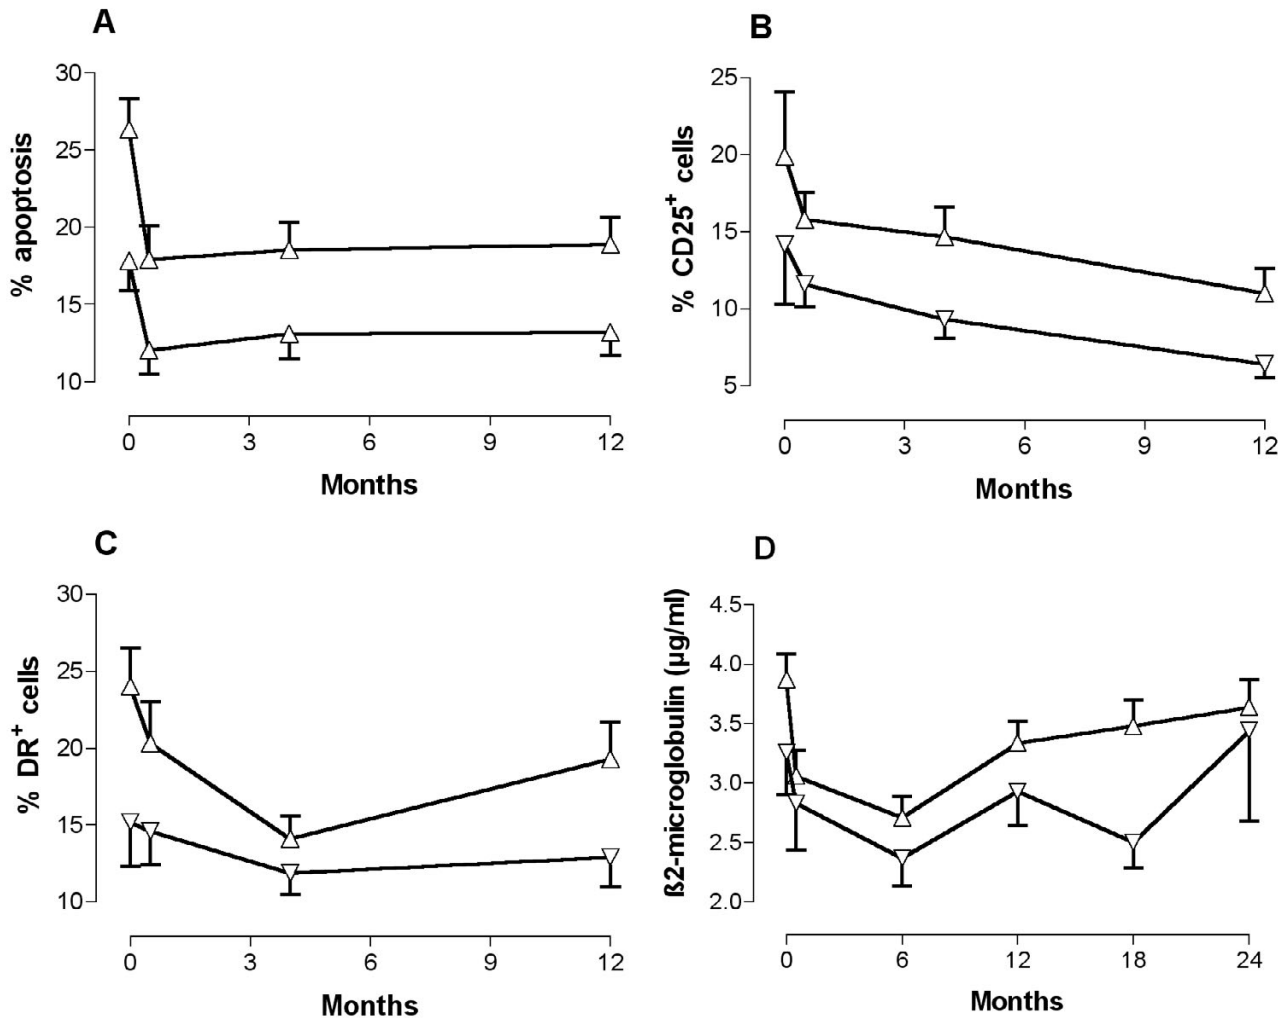 A
% apoptosis
30
25
20
15
10
0 3 6 9 12
Months
B
% CD25⁺ cells
25
20
15
10
5
0 3 6 9 12
Months
C
% DR⁺ cells
30
25
20
15
10
0 3 6 9 12
Months
D
ß2-microglobulin (µg/ml)
4.5
4.0
3.5
3.0
2.5
2.0
0 6 12 18 24
Months